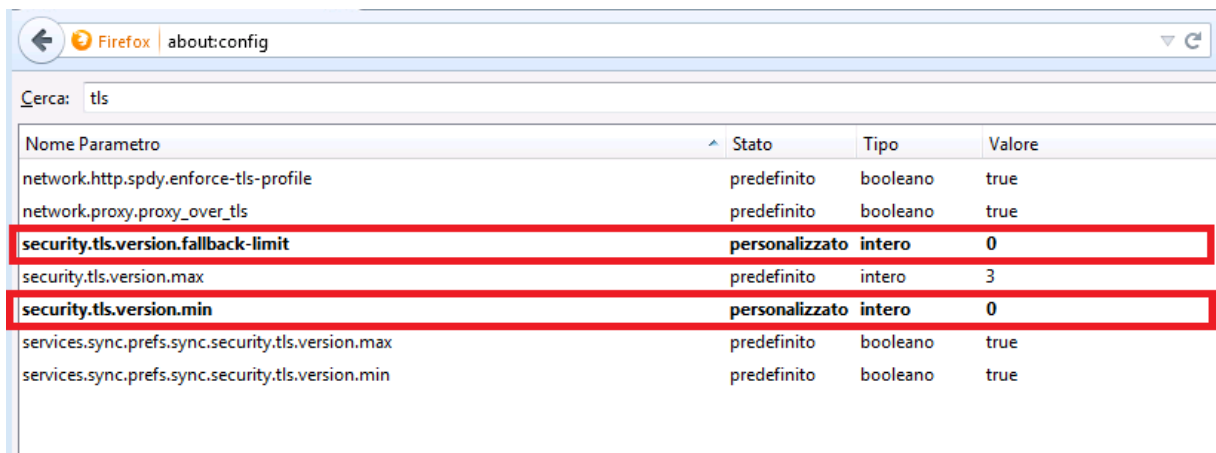 Firefox about:config
Cerca: tls
Nome Parametro Stato Tipo Valore
network.http.spdy.enforce-tls-profile predefinito booleano true
network.proxy.proxy_over_tls predefinito booleano true
security.tls.version.fallback-limit personalizzato intero 0
security.tls.version.max predefinito intero 3
security.tls.version.min personalizzato intero 0
services.sync.prefs.sync.security.tls.version.max predefinito booleano true
services.sync.prefs.sync.security.tls.version.min predefinito booleano true